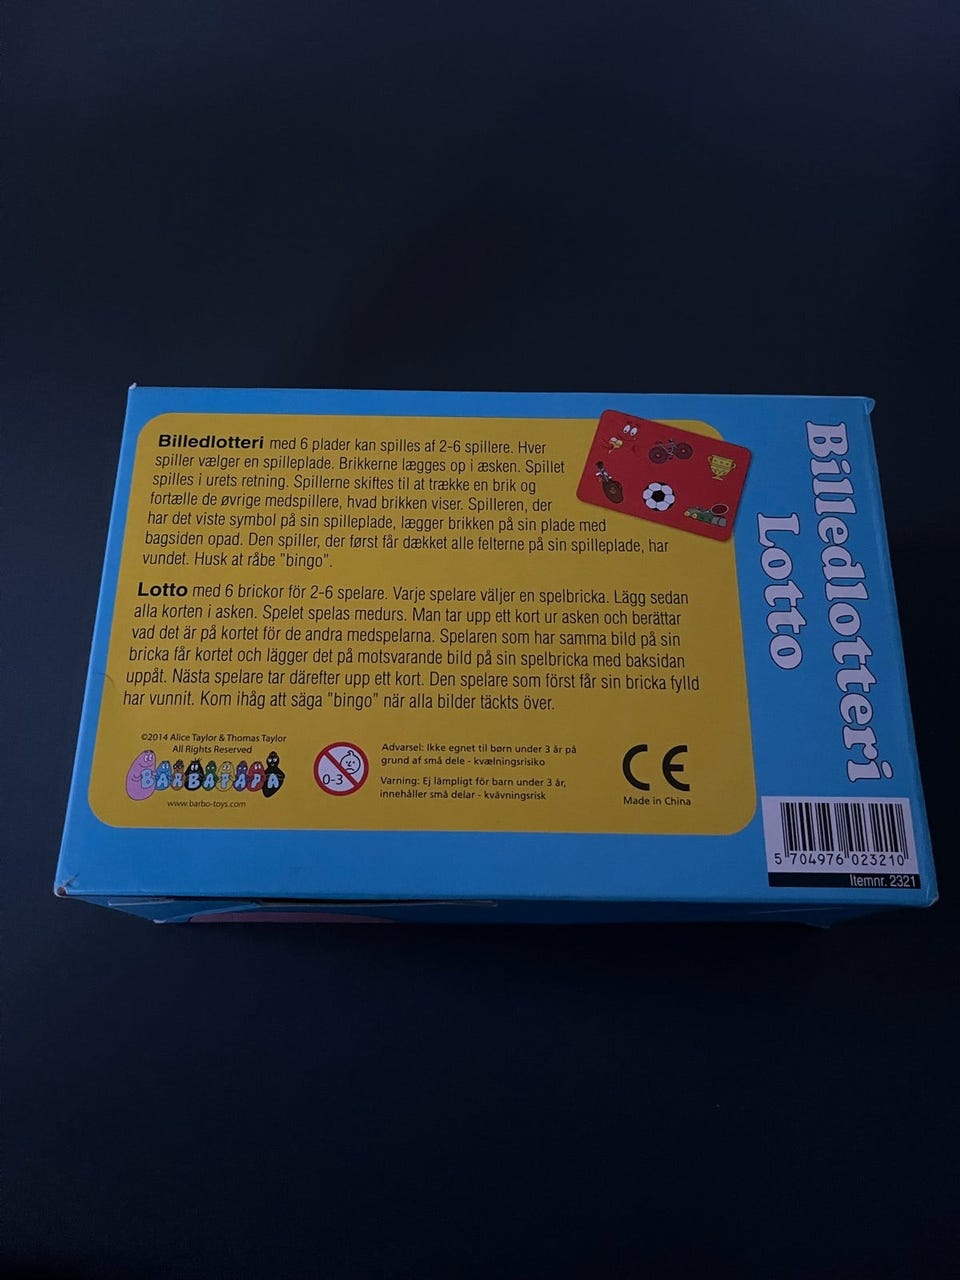 Billedlotteri med 6 plader kan spilles af 2-6 spillere. Hver
spiller vælger en spilleplade. Brikkerne lægges op i æsken. Spillet
spilles i urets retning. Spillerne skiftes til at trække en brik og
fortælle de øvrige medspillere, hvad brikken viser. Spilleren, der
har det viste symbol på sin spilleplade, lægger brikken på sin plade med
bagsiden opad. Den spiller, der først får dækket alle felterne på sin spilleplade, har
vundet. Husk at råbe "bingo".
Lotto med 6 brickor för 2-6 spelare. Varje spelare väljer en spelbricka. Lägg sedan
alla korten i asken. Spelet spelas medurs. Man tar upp ett kort ur asken och berättar
vad det är på kortet för de andra medspelarna. Spelaren som har samma bild på sin
bricka får kortet och lägger det på motsvarande bild på sin spelbricka med baksidan
uppåt. Nästa spelare tar därefter upp ett kort. Den spelare som först får sin bricka fylld
har vunnit. Kom ihåg att säga "bingo" när alla bilder täckts över.
©2014 Alice Taylor & Thomas Taylor
All Rights Reserved
BARBAPAPA
www.barbo-toys.com
0-3
Advarsel: Ikke egnet til børn under 3 år på
grund af små dele - kvælningsrisiko
Varning: Ej lämpligt för barn under 3 år,
innehåller små delar - kvävningsrisk
CE
Made in China
Billedlotteri
Lotto
5 704976 023210
Itemnr. 2321